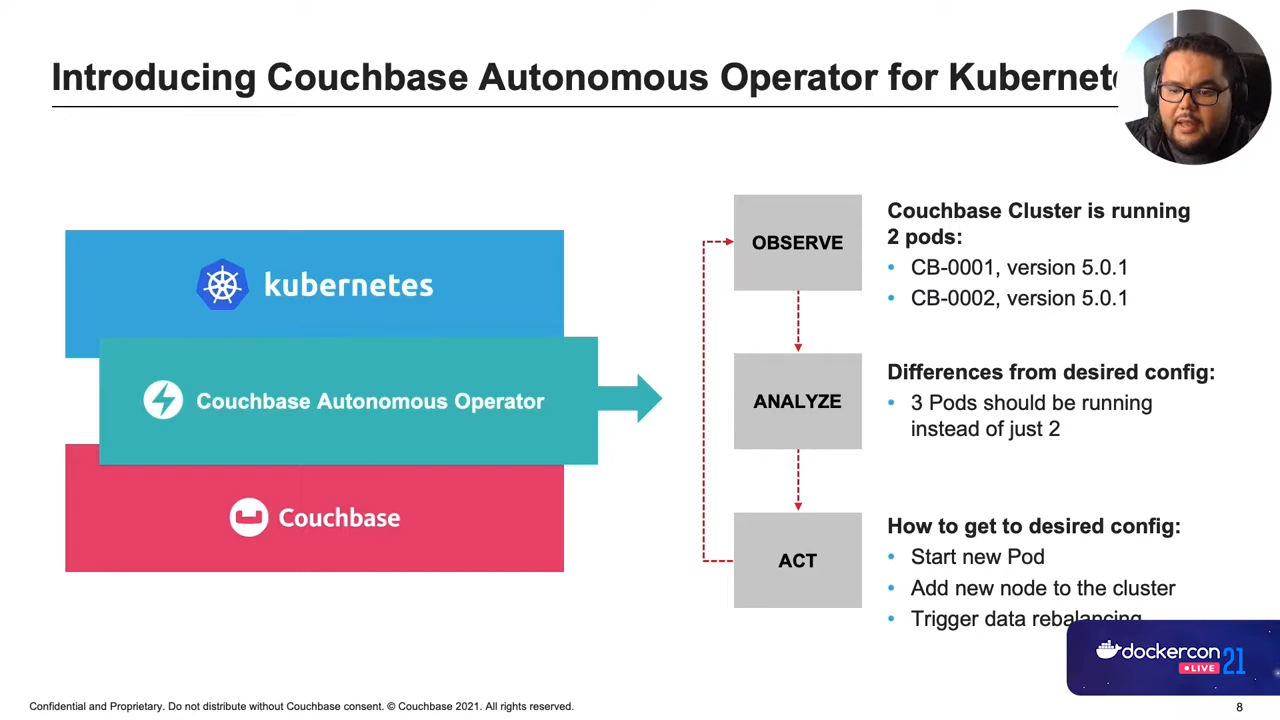 Introducing Couchbase Autonomous Operator for Kubernete
kubernetes
Couchbase Autonomous Operator
Couchbase
OBSERVE
Couchbase Cluster is running
2 pods:
• CB-0001, version 5.0.1
• CB-0002, version 5.0.1
ANALYZE
Differences from desired config:
• 3 Pods should be running
instead of just 2
ACT
How to get to desired config:
• Start new Pod
• Add new node to the cluster
• Trigger data rebalancing
dockercon
LIVE
21
Confidential and Proprietary. Do not distribute without Couchbase consent. © Couchbase 2021. All rights reserved.
8